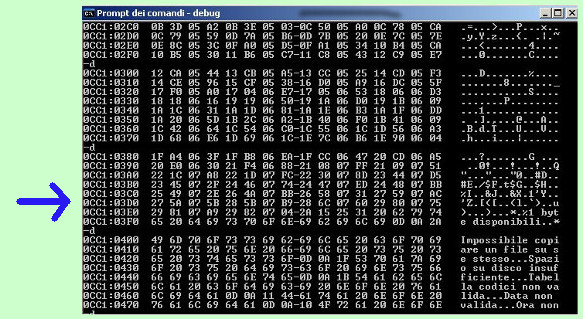 Prompt dei comandi - debug
0CC1:02C0 0B 3D 05 A2 0B 3E 05 03-0C 50 05 A0 0C 78 05 CA .=...>...P...x..
0CC1:02D0 0C 79 05 59 0D 7A 05 B6-0D 7B 05 20 0E 7C 05 7E .y.Y.z...{. .|.~
0CC1:02E0 0E 8C 05 3C 0F A0 05 D5-0F A1 05 34 10 B4 05 CA ...<.......4....
0CC1:02F0 10 B5 05 30 11 B6 05 C7-11 C8 05 43 12 C9 05 E7 ...0.......C....
-d
0CC1:0300 12 CA 05 44 13 CB 05 A5-13 CC 05 25 14 CD 05 F3 ...D.......%....
0CC1:0310 14 CE 05 96 15 CF 05 38-16 D0 05 A9 16 DC 05 5F .......8......._
0CC1:0320 17 F0 05 A0 17 04 06 E7-17 05 06 53 18 06 06 D3 ...........S....
0CC1:0330 18 18 06 16 19 19 06 50-19 1A 06 D0 19 1B 06 09 .......P........
0CC1:0340 1A 1C 06 31 1A 1D 06 81-1A 1E 06 F3 1A 1F 06 DD ...1............
0CC1:0350 1A 20 06 5D 1B 2C 06 A2-1B 40 06 F0 1B 41 06 09 . .].,...@...A..
0CC1:0360 1C 42 06 64 1C 54 06 C0-1C 55 06 1C 1D 56 06 A3 .B.d.T...U...V..
0CC1:0370 1D 68 06 E6 1D 69 06 1C-1E 7C 06 B6 1E 90 06 04 .h...i...|......
-d
0CC1:0380 1F A4 06 3F 1F B8 06 EA-1F CC 06 47 20 CD 06 A5 ...?.......G ...
0CC1:0390 20 E0 06 30 21 F4 06 88-21 08 07 FF 21 09 07 51 ..0!...!...!..Q
0CC1:03A0 22 1C 07 A8 22 1D 07 FC-22 30 07 8D 23 44 07 D5 "..."..."0..#D..
0CC1:03B0 23 45 07 2F 24 46 07 74-24 47 07 ED 24 48 07 BB #E./$F.t$G..$H..
0CC1:03C0 25 49 07 2E 26 4A 07 BB-26 58 07 31 27 59 07 AC %I..&J..&X.1'Y..
0CC1:03D0 27 5A 07 5B 28 5B 07 B9-28 6C 07 60 29 80 07 75 'Z.[([..(l.`)..u
0CC1:03E0 29 81 07 A9 29 82 07 04-2A 15 25 31 20 62 79 74 )...)...*.%1 byt
0CC1:03F0 65 20 64 69 73 70 6F 6E-69 62 69 6C 69 0D 0A 2A e disponibili..*
-d
0CC1:0400 49 6D 70 6F 73 73 69 62-69 6C 65 20 63 6F 70 69 Impossibile copi
0CC1:0410 61 72 65 20 75 6E 20 66-69 6C 65 20 73 75 20 73 are un file su s
0CC1:0420 65 20 73 74 65 73 73 6F-0D 0A 1F 53 70 61 7A 69 e stesso...Spazi
0CC1:0430 6F 20 73 75 20 64 69 73-63 6F 20 69 6E 73 75 66 o su disco insuf
0CC1:0440 66 69 63 69 65 6E 74 65-0D 0A 1B 54 61 62 65 6C ficiente...Tabel
0CC1:0450 6C 61 20 63 6F 64 69 63-69 20 6E 6F 6E 20 76 61 la codici non va
0CC1:0460 6C 69 64 61 0D 0A 11 44-61 74 61 20 6E 6F 6E 20 lida...Data non
0CC1:0470 76 61 6C 69 64 61 0D 0A-10 4F 72 61 20 6E 6F 6E valida...Ora non
-d